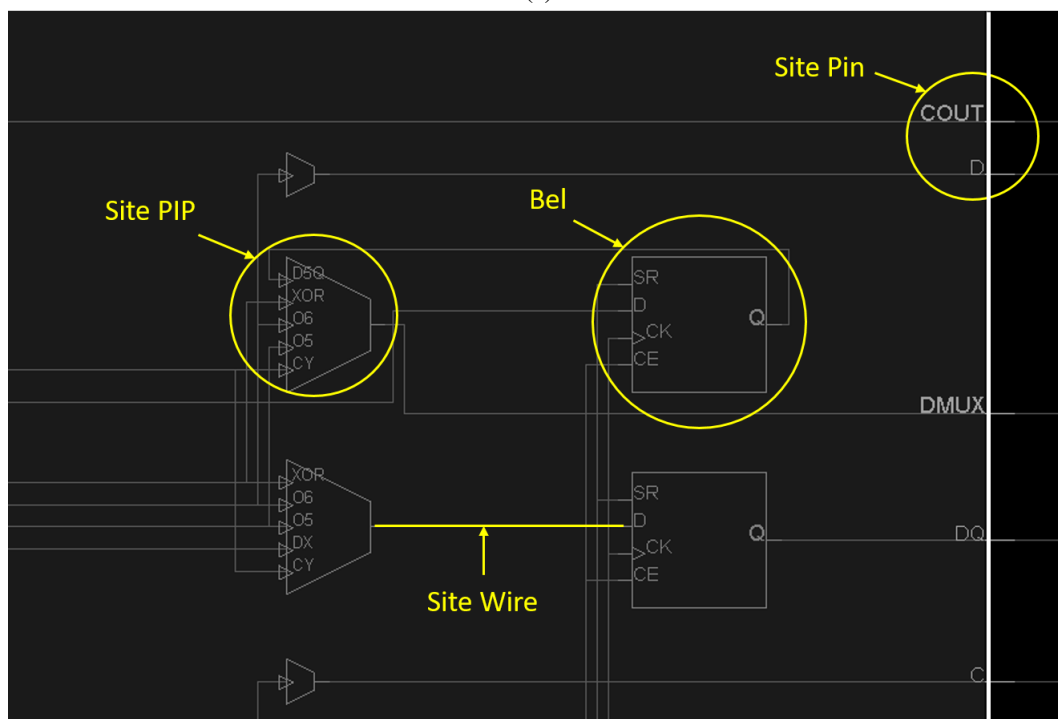 Site Pin
COUT
D
Site PIP
Bel
D5Q
XOR
O6
O5
CY
SR
D
CK
CE
Q
DMUX
XOR
O6
O5
DX
CY
SR
D
CK
CE
Q
DQ
Site Wire
C